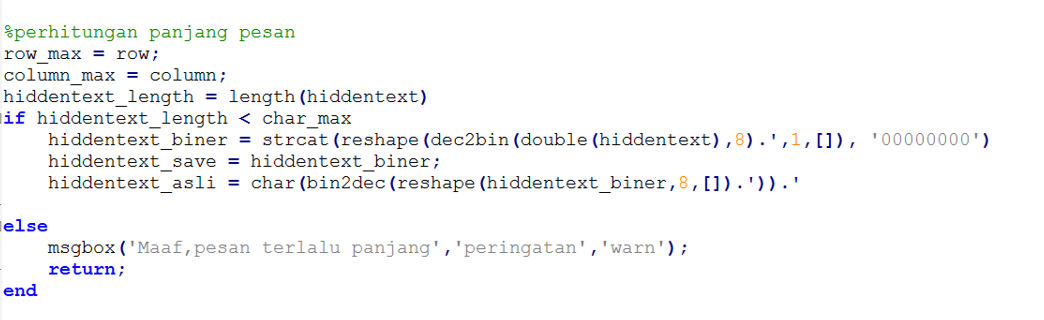 %perhitungan panjang pesan
row_max = row;
column_max = column;
hiddentext_length = length(hiddentext)
if hiddentext_length < char_max
    hiddentext_biner = strcat(reshape(dec2bin(double(hiddentext),8).',1,[]), '00000000')
    hiddentext_save = hiddentext_biner;
    hiddentext_asli = char(bin2dec(reshape(hiddentext_biner,8,[]).')).'
else
    msgbox('Maaf,pesan terlalu panjang','peringatan','warn');
    return;
end